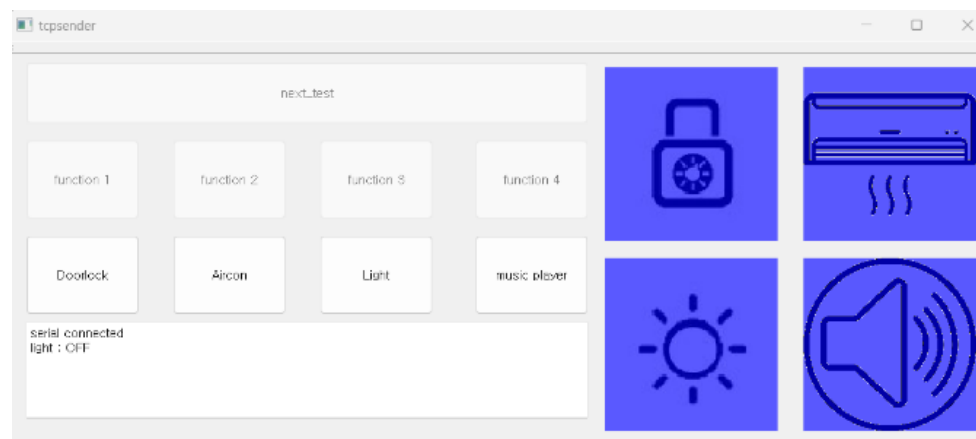 tcpsender
next_test
function 1
function 2
function 3
function 4
Doorlock
Aircon
Light
music player
serial connected
light : OFF